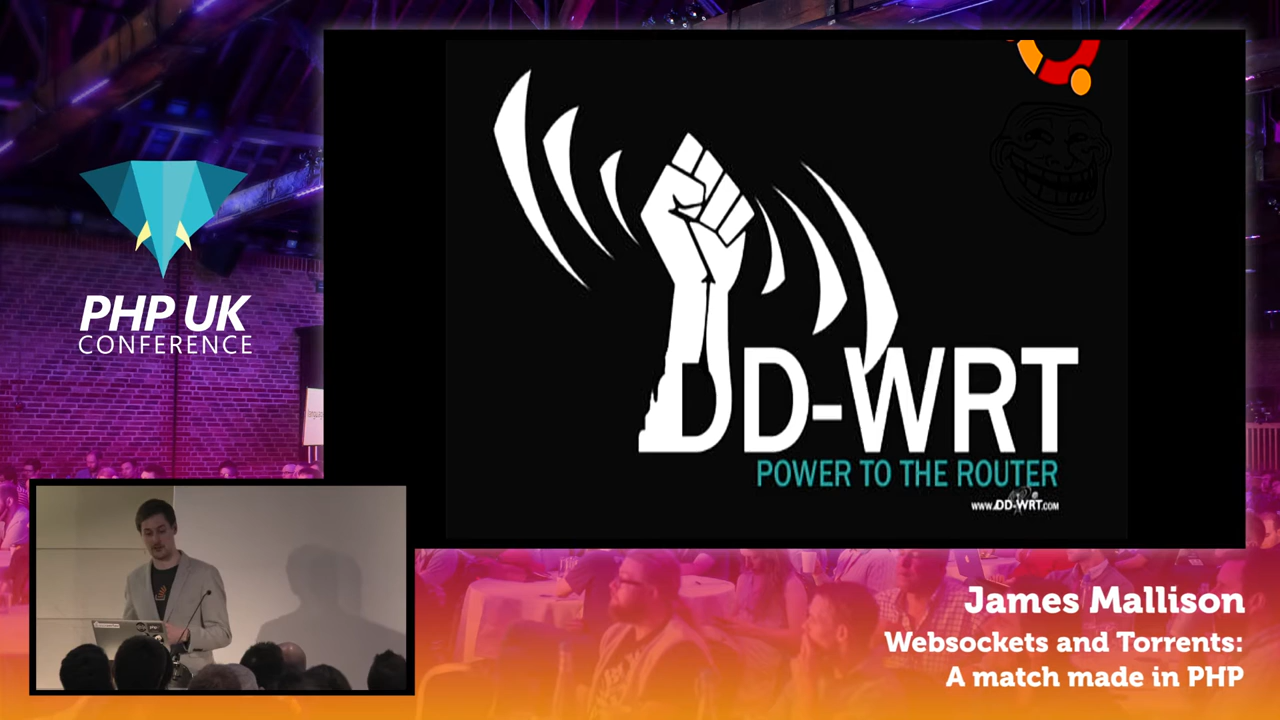 PHP UK
CONFERENCE
DD-WRT
POWER TO THE ROUTER
WWW.DD-WRT.COM
James Mallison
Websockets and Torrents:
A match made in PHP